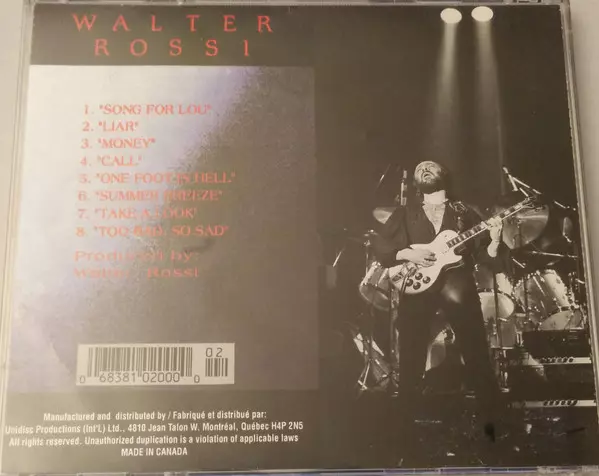 WALTER
ROSSI
1. "SONG FOR LOU"
2. "LIAR"
3. "MONEY"
4. "CALL"
5. "ONE FOOT IN HELL"
6. "SUMMER BREEZE"
7. "TAKE A LOOK"
8. "TOO BAD, SO SAD"
Produced by:
Walter Rossi
02
0 68381 02000 0
Manufactured and distributed by / Fabriqué et distribué par:
Unidisc Productions (Int'L) Ltd., 4810 Jean Talon W. Montréal, Québec H4P 2N5
All rights reserved. Unauthorized duplication is a violation of applicable laws
MADE IN CANADA